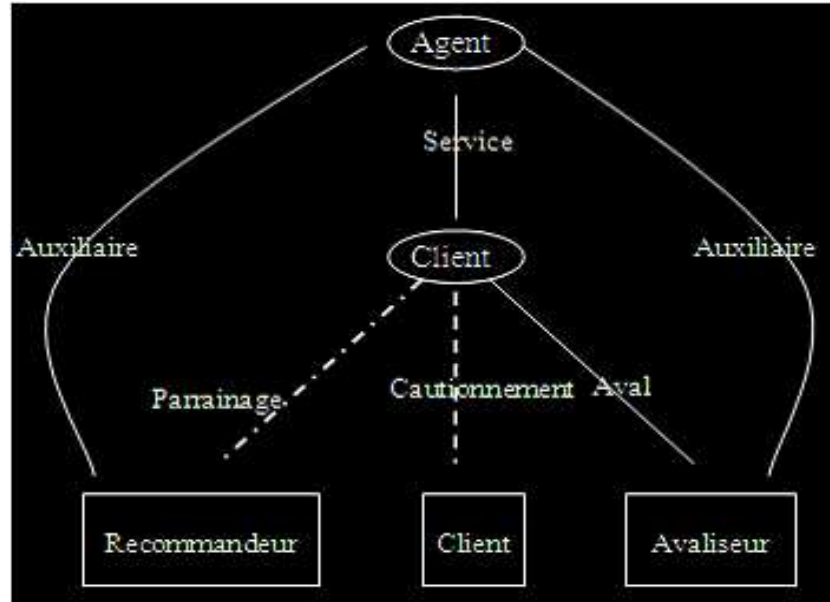 Agent
Service
Auxiliaire
Client
Auxiliaire
Parrainage
Cautionnement
Aval
Recommandeur
Client
Avaliseur